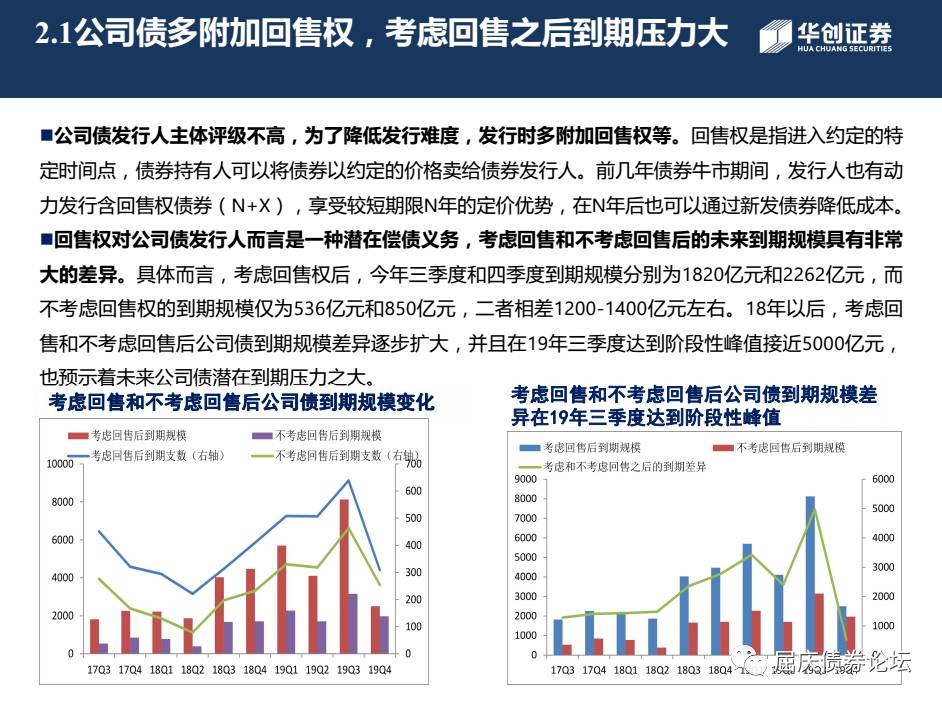 2.1公司债多附加回售权，考虑回售之后到期压力大
华创证券
HUA CHUANG SECURITIES
■公司债发行人主体评级不高，为了降低发行难度，发行时多附加回售权等。回售权是指进入约定的特
定时间点，债券持有人可以将债券以约定的价格卖给债券发行人。前几年债券牛市期间，发行人也有动
力发行含回售权债券（N+X），享受较短期限N年的定价优势，在N年后也可以通过新发债券降低成本。
■回售权对公司债发行人而言是一种潜在偿债义务，考虑回售和不考虑回售后的未来到期规模具有非常
大的差异。具体而言，考虑回售权后，今年三季度和四季度到期规模分别为1820亿元和2262亿元，而
不考虑回售权的到期规模仅为536亿元和850亿元，二者相差1200-1400亿元左右。18年以后，考虑回
售和不考虑回售后公司债到期规模差异逐步扩大，并且在19年三季度达到阶段性峰值接近5000亿元，
也预示着未来公司债潜在到期压力之大。
考虑回售和不考虑回售后公司债到期规模变化
考虑回售后到期规模 不考虑回售后到期规模
考虑回售后到期支数（右轴） 不考虑回售后到期支数（右轴）
10000 700
600
8000
500
6000
400
4000 300
200
2000
100
0 0
17Q3 17Q4 18Q1 18Q2 18Q3 18Q4 19Q1 19Q2 19Q3 19Q4
考虑回售和不考虑回售后公司债到期规模差
异在19年三季度达到阶段性峰值
考虑回售后到期规模 不考虑回售后到期规模
考虑和不考虑回售之后的到期差异
9000 6000
8000
5000
7000
6000 4000
5000
3000
4000
3000 2000
2000
1000
1000
0 0
17Q3 17Q4 18Q1 18Q2 18Q3 18Q4 19Q1 19Q2 19Q3 19Q4
屈庆债券论坛